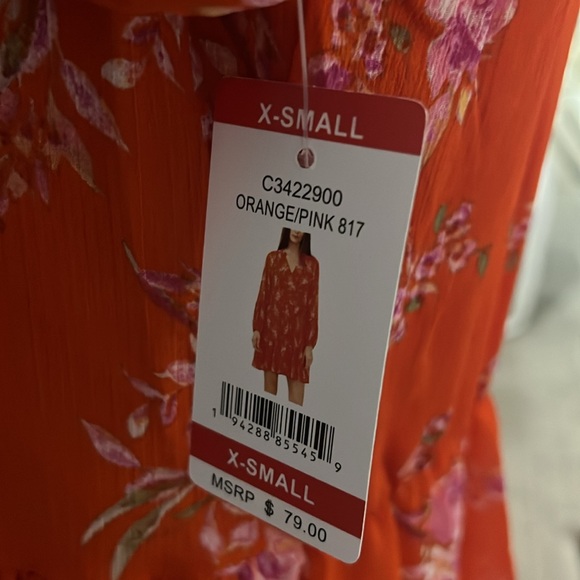 X-SMALL
C3422900
ORANGE/PINK 817
1 94288 85545 9
X-SMALL
MSRP $ 79.00